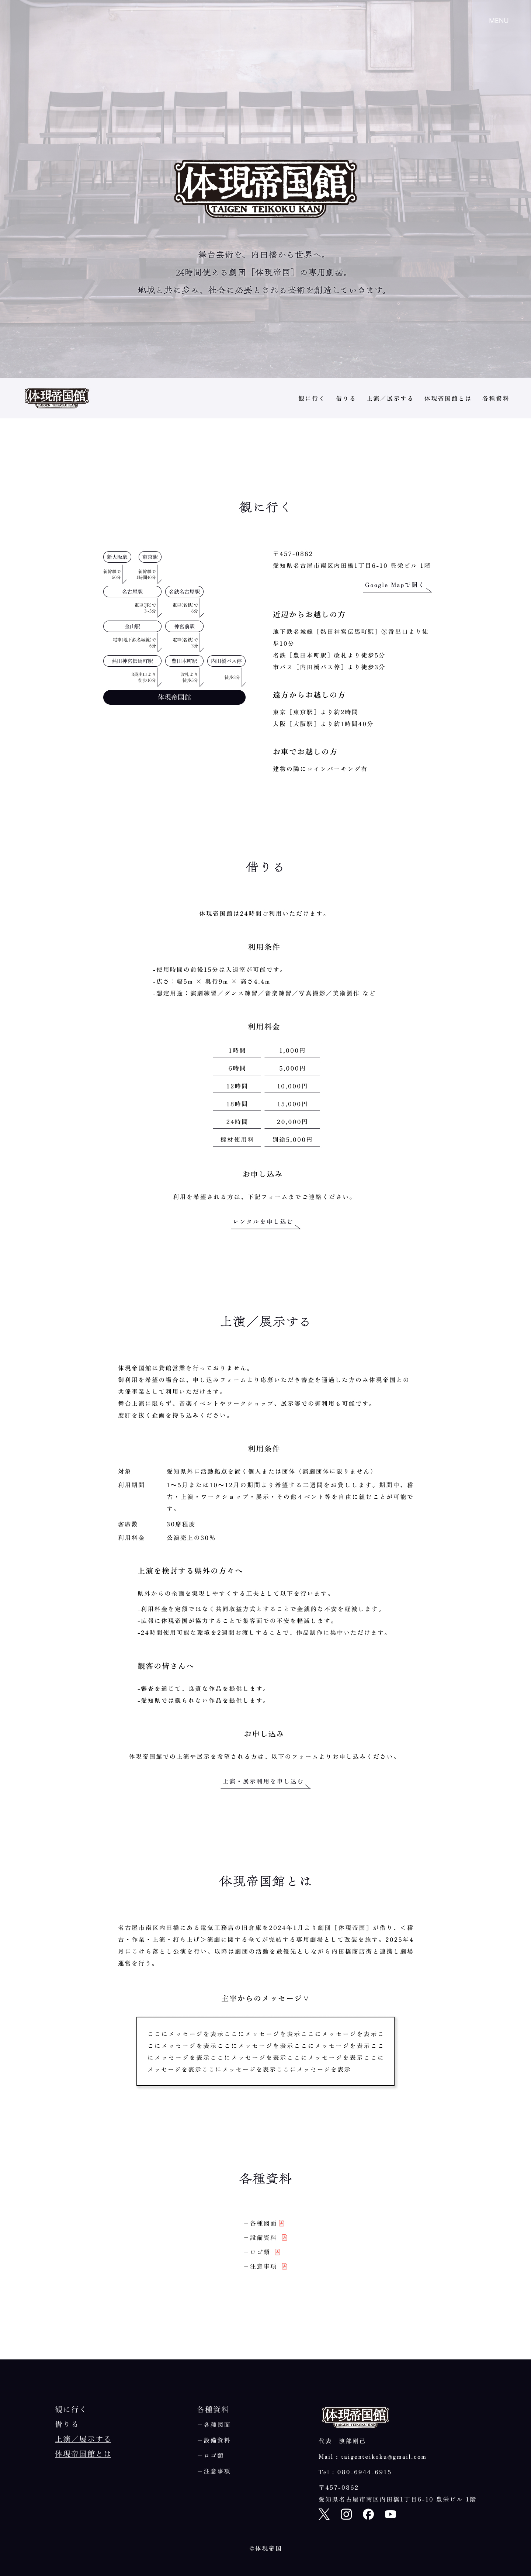 MENU
体現帝国館
TAIGEN TEIKOKU KAN
舞台芸術を、内田橋から世界へ。
24時間使える劇団［体現帝国］の専用劇場。
地域と共に歩み、社会に必要とされる芸術を創造していきます。
体現帝国館
TAIGEN TEIKOKU KAN
観に行く
借りる
上演／展示する
体現帝国館とは
各種資料
観に行く
新大阪駅
東京駅
新幹線で
50分
新幹線で
1時間40分
名古屋駅
名鉄名古屋駅
電車(JR)で
3~5分
電車(名鉄)で
6分
金山駅
神宮前駅
電車(地下鉄名城線)で
6分
電車(名鉄)で
2分
熱田神宮伝馬町駅
豊田本町駅
内田橋バス停
3番出口より
徒歩10分
改札より
徒歩5分
徒歩3分
体現帝国館
〒457-0862
愛知県名古屋市南区内田橋1丁目6-10 豊栄ビル 1階
Google Mapで開く
近辺からお越しの方
地下鉄名城線［熱田神宮伝馬町駅］③番出口より徒
歩10分
名鉄［豊田本町駅］改札より徒歩5分
市バス［内田橋バス停］より徒歩3分
遠方からお越しの方
東京［東京駅］より約2時間
大阪［大阪駅］より約1時間40分
お車でお越しの方
建物の隣にコインパーキング有
借りる
体現帝国館は24時間ご利用いただけます。
利用条件
-使用時間の前後15分は入退室が可能です。
-広さ：幅5m × 奥行9m × 高さ4.4m
-想定用途：演劇練習／ダンス練習／音楽練習／写真撮影／美術製作 など
利用料金
1時間 1,000円
6時間 5,000円
12時間 10,000円
18時間 15,000円
24時間 20,000円
機材使用料 別途5,000円
お申し込み
利用を希望される方は、下記フォームまでご連絡ください。
レンタルを申し込む
上演／展示する
体現帝国館は貸館営業を行っておりません。
御利用を希望の場合は、申し込みフォームより応募いただき審査を通過した方のみ体現帝国との
共催事業として利用いただけます。
舞台上演に限らず、音楽イベントやワークショップ、展示等での御利用も可能です。
度肝を抜く企画を持ち込みください。
利用条件
対象 愛知県外に活動拠点を置く個人または団体（演劇団体に限りません）
利用期間 1〜5月または10〜12月の期間より希望する二週間をお貸しします。期間中、稽
古・上演・ワークショップ・展示・その他イベント等を自由に組むことが可能で
す。
客席数 30席程度
利用料金 公演売上の30%
上演を検討する県外の方々へ
県外からの企画を実現しやすくする工夫として以下を行います。
-利用料金を定額ではなく共同収益方式とすることで金銭的な不安を軽減します。
-広報に体現帝国が協力することで集客面での不安を軽減します。
-24時間使用可能な環境を2週間お渡しすることで、作品制作に集中いただけます。
観客の皆さんへ
-審査を通じて、良質な作品を提供します。
-愛知県では観られない作品を提供します。
お申し込み
体現帝国館での上演や展示を希望される方は、以下のフォームよりお申し込みください。
上演・展示利用を申し込む
体現帝国館とは
名古屋市南区内田橋にある電気工務店の旧倉庫を2024年1月より劇団［体現帝国］が借り、＜稽
古・作業・上演・打ち上げ＞演劇に関する全てが完結する専用劇場として改装を施す。2025年4
月にこけら落とし公演を行い、以降は劇団の活動を最優先としながら内田橋商店街と連携し劇場
運営を行う。
主宰からのメッセージ∨
ここにメッセージを表示ここにメッセージを表示ここにメッセージを表示こ
こにメッセージを表示ここにメッセージを表示ここにメッセージを表示ここ
にメッセージを表示ここにメッセージを表示ここにメッセージを表示ここに
メッセージを表示ここにメッセージを表示ここにメッセージを表示
各種資料
－各種図面
－設備資料
－ロゴ類
－注意事項
観に行く
借りる
上演／展示する
体現帝国館とは
各種資料
－各種図面
－設備資料
－ロゴ類
－注意事項
体現帝国館
TAIGEN TEIKOKU KAN
代表　渡部剛己
Mail : taigenteikoku@gmail.com
Tel : 080-6944-6915
〒457-0862
愛知県名古屋市南区内田橋1丁目6-10 豊栄ビル 1階
©体現帝国